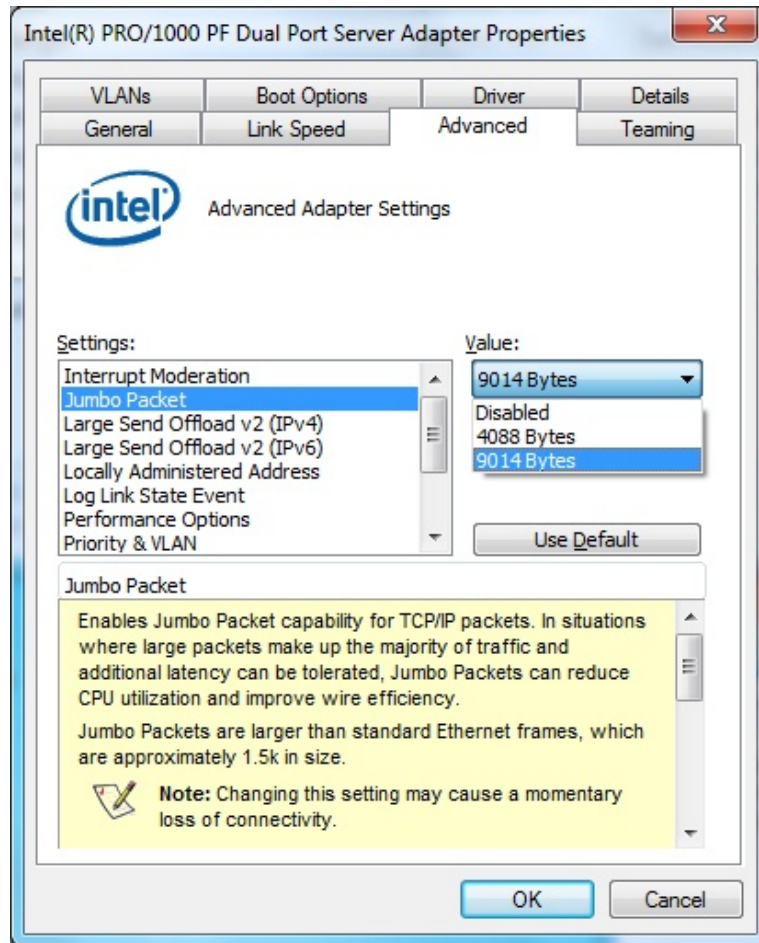 Intel(R) PRO/1000 PF Dual Port Server Adapter Properties
X
VLANs
Boot Options
Driver
Details
General
Link Speed
Advanced
Teaming
intel
Advanced Adapter Settings
Settings:
Interrupt Moderation
Jumbo Packet
Large Send Offload v2 (IPv4)
Large Send Offload v2 (IPv6)
Locally Administered Address
Log Link State Event
Performance Options
Priority & VLAN
Value:
9014 Bytes
Disabled
4088 Bytes
9014 Bytes
Use Default
Jumbo Packet
Enables Jumbo Packet capability for TCP/IP packets. In situations
where large packets make up the majority of traffic and
additional latency can be tolerated, Jumbo Packets can reduce
CPU utilization and improve wire efficiency.
Jumbo Packets are larger than standard Ethernet frames, which
are approximately 1.5k in size.
Note: Changing this setting may cause a momentary
loss of connectivity.
OK
Cancel